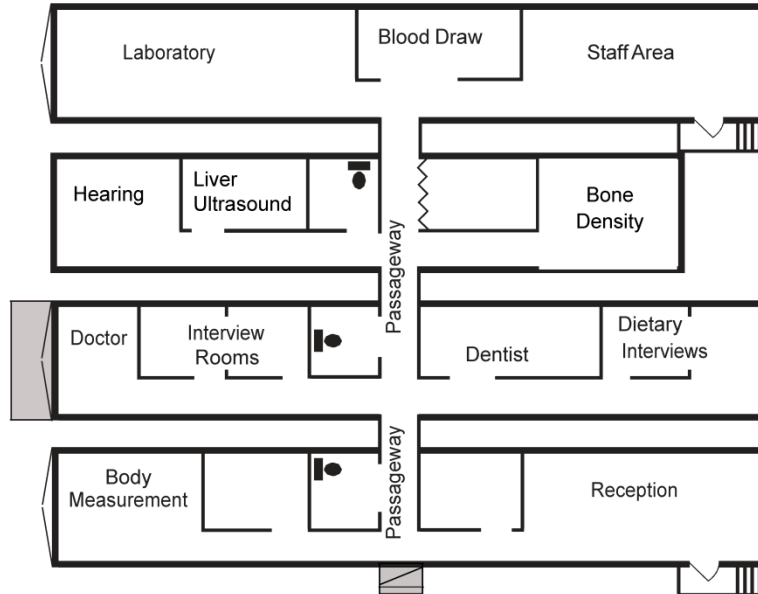 Laboratory
Blood Draw
Staff Area
Hearing
Liver
Ultrasound
Bone
Density
Passageway
Doctor
Interview
Rooms
Dentist
Dietary
Interviews
Passageway
Body
Measurement
Reception